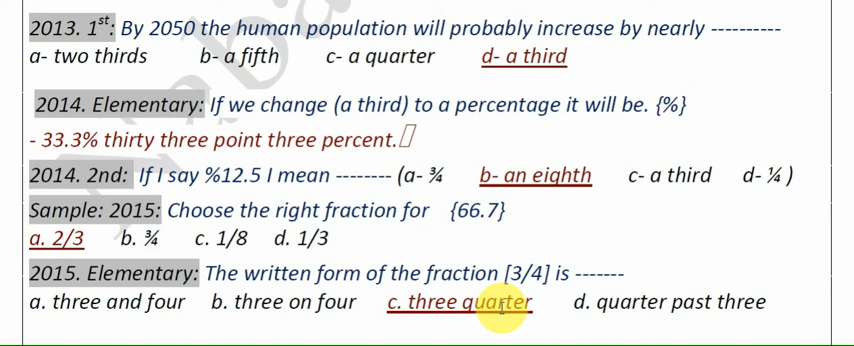 2013. 1st: By 2050 the human population will probably increase by nearly ----------
a- two thirds b- a fifth c- a quarter d- a third
2014. Elementary: If we change (a third) to a percentage it will be. {%}
- 33.3% thirty three point three percent.
2014. 2nd: If I say %12.5 I mean -------- (a- ¾ b- an eighth c- a third d- ¼ )
Sample: 2015: Choose the right fraction for {66.7}
a. 2/3 b. ¾ c. 1/8 d. 1/3
2015. Elementary: The written form of the fraction [3/4] is -------
a. three and four b. three on four c. three quarter d. quarter past three